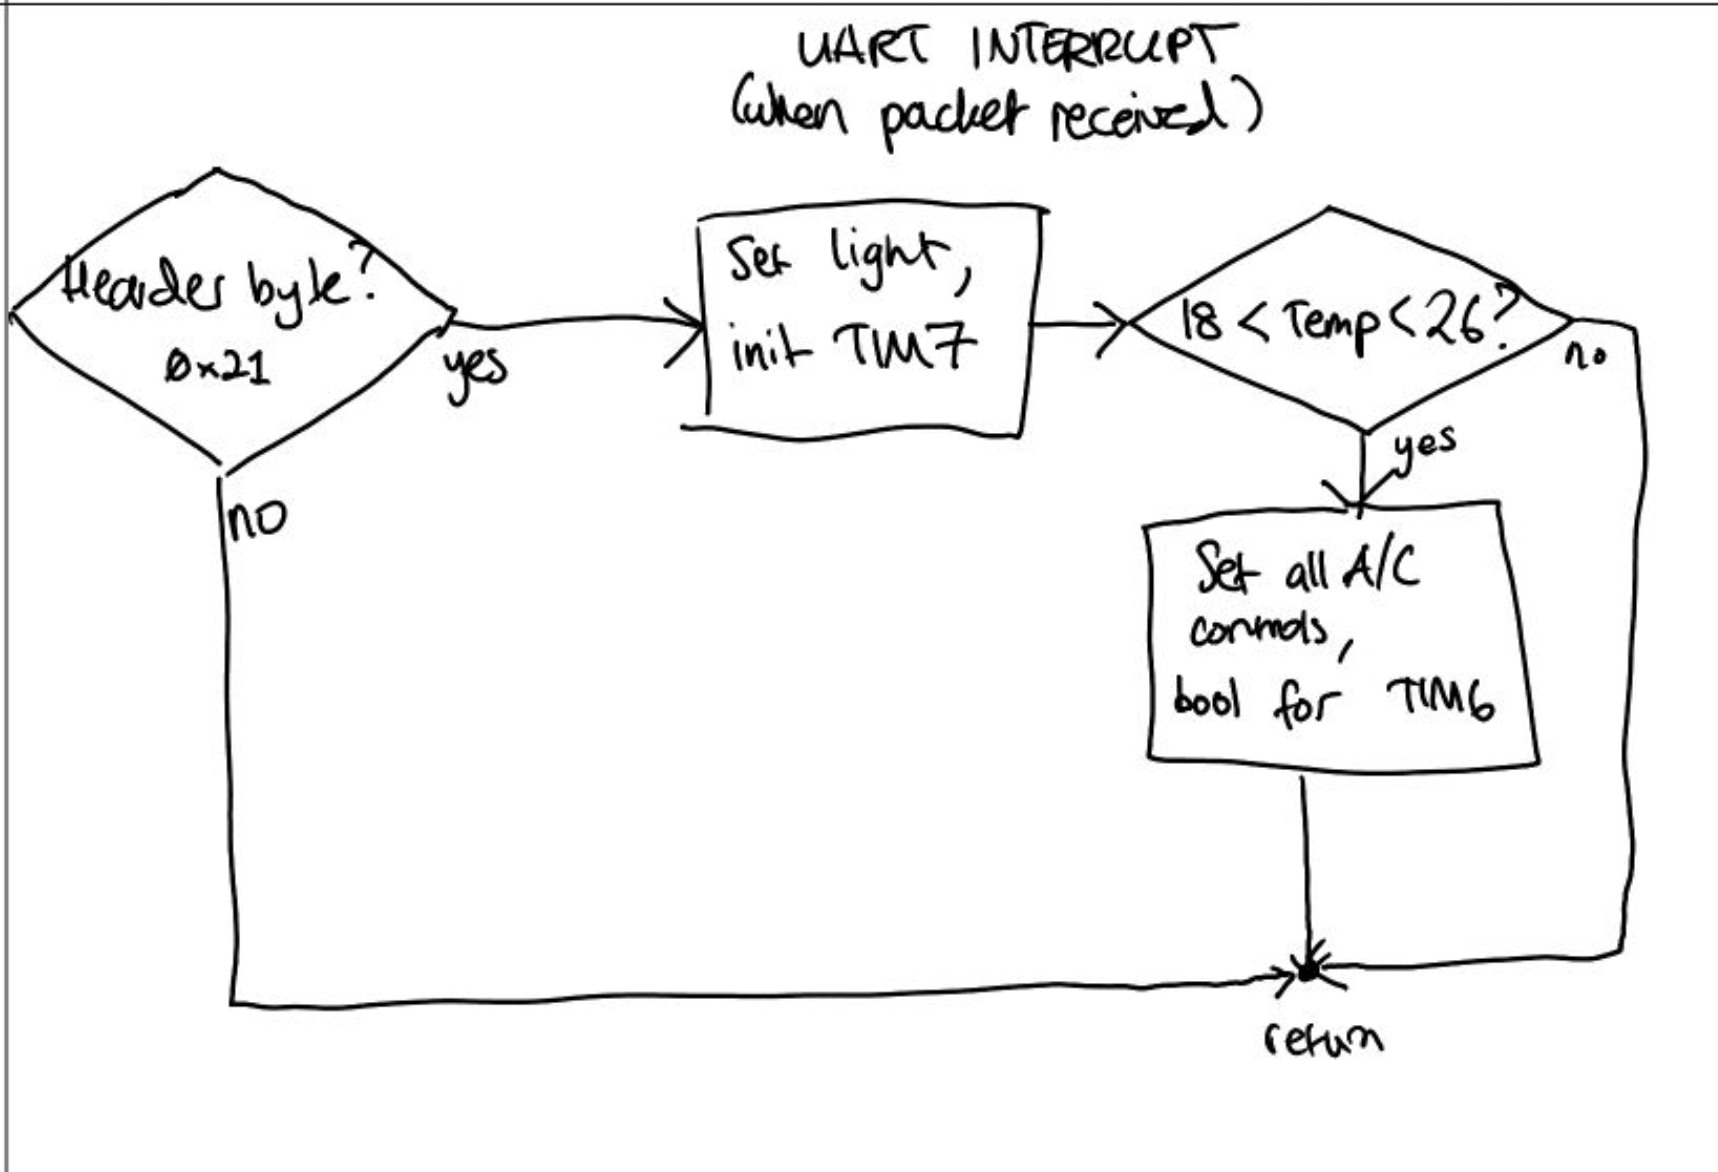 UART INTERRUPT
(when packet received)
Header byte?
0x21
yes
no
Set light,
init TIM7
18 < Temp < 26?
no
yes
Set all A/C
controls,
bool for TIM6
return